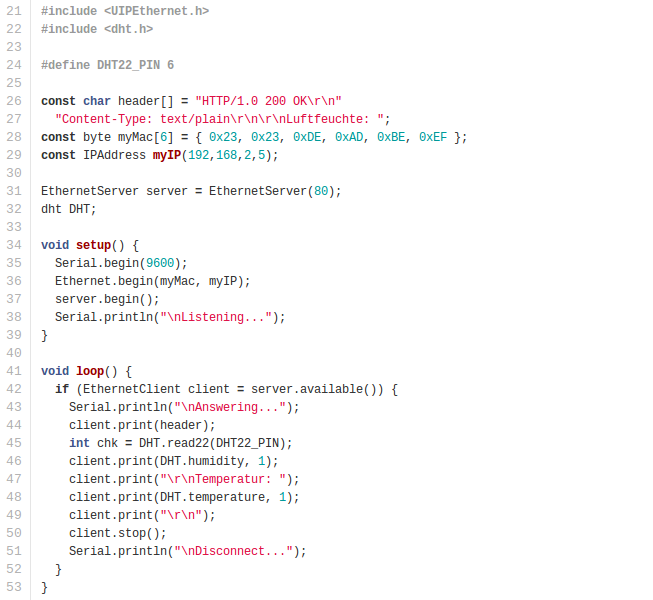 21 #include <UIPEthernet.h>
22 #include <dht.h>
23
24 #define DHT22_PIN 6
25
26 const char header[] = "HTTP/1.0 200 OK\r\n"
27   "Content-Type: text/plain\r\n\r\nLuftfeuchte: ";
28 const byte myMac[6] = { 0x23, 0x23, 0xDE, 0xAD, 0xBE, 0xEF };
29 const IPAddress myIP(192,168,2,5);
30
31 EthernetServer server = EthernetServer(80);
32 dht DHT;
33
34 void setup() {
35   Serial.begin(9600);
36   Ethernet.begin(myMac, myIP);
37   server.begin();
38   Serial.println("\nListening...");
39 }
40
41 void loop() {
42   if (EthernetClient client = server.available()) {
43     Serial.println("\nAnswering...");
44     client.print(header);
45     int chk = DHT.read22(DHT22_PIN);
46     client.print(DHT.humidity, 1);
47     client.print("\r\nTemperatur: ");
48     client.print(DHT.temperature, 1);
49     client.print("\r\n");
50     client.stop();
51     Serial.println("\nDisconnect...");
52   }
53 }